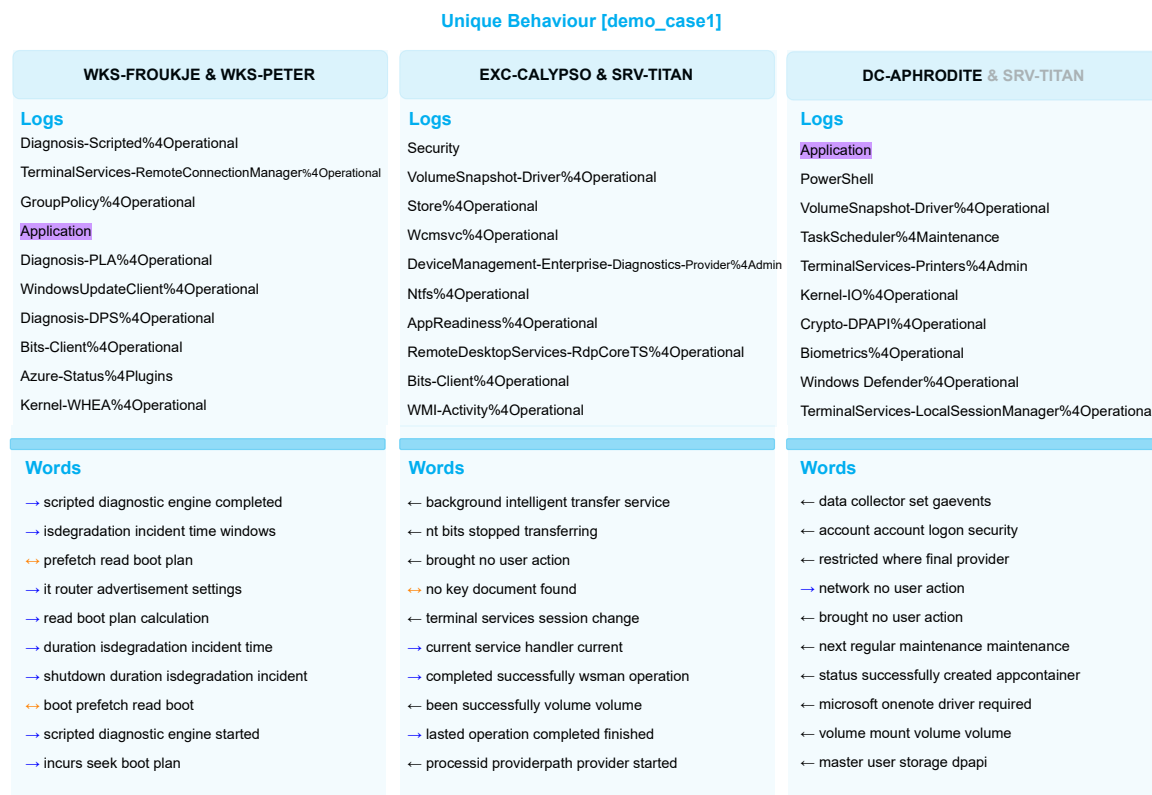 Unique Behaviour [demo_case1]
WKS-FROUKJE & WKS-PETER
Logs
Diagnosis-Scripted%4Operational
TerminalServices-RemoteConnectionManager%4Operational
GroupPolicy%4Operational
Application
Diagnosis-PLA%4Operational
WindowsUpdateClient%4Operational
Diagnosis-DPS%4Operational
Bits-Client%4Operational
Azure-Status%4Plugins
Kernel-WHEA%4Operational
Words
→ scripted diagnostic engine completed
→ isdegradation incident time windows
↔ prefetch read boot plan
→ it router advertisement settings
→ read boot plan calculation
→ duration isdegradation incident time
→ shutdown duration isdegradation incident
↔ boot prefetch read boot
→ scripted diagnostic engine started
→ incurs seek boot plan
EXC-CALYPSO & SRV-TITAN
Logs
Security
VolumeSnapshot-Driver%4Operational
Store%4Operational
Wcmsvc%4Operational
DeviceManagement-Enterprise-Diagnostics-Provider%4Admin
Ntfs%4Operational
AppReadiness%4Operational
RemoteDesktopServices-RdpCoreTS%4Operational
Bits-Client%4Operational
WMI-Activity%4Operational
Words
← background intelligent transfer service
← nt bits stopped transferring
← brought no user action
↔ no key document found
← terminal services session change
→ current service handler current
→ completed successfully wsman operation
← been successfully volume volume
→ lasted operation completed finished
← processid providerpath provider started
DC-APHRODITE & SRV-TITAN
Logs
Application
PowerShell
VolumeSnapshot-Driver%4Operational
TaskScheduler%4Maintenance
TerminalServices-Printers%4Admin
Kernel-IO%4Operational
Crypto-DPAPI%4Operational
Biometrics%4Operational
Windows Defender%4Operational
TerminalServices-LocalSessionManager%4Operationa
Words
← data collector set gaevents
← account account logon security
← restricted where final provider
→ network no user action
← brought no user action
← next regular maintenance maintenance
← status successfully created appcontainer
← microsoft onenote driver required
← volume mount volume volume
← master user storage dpapi